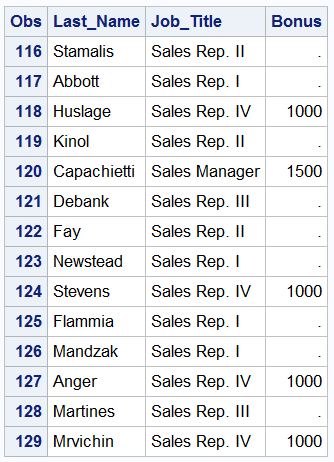 Obs Last_Name Job_Title Bonus
116 Stamalis Sales Rep. II .
117 Abbott Sales Rep. I .
118 Huslage Sales Rep. IV 1000
119 Kinol Sales Rep. II .
120 Capachietti Sales Manager 1500
121 Debank Sales Rep. III .
122 Fay Sales Rep. II .
123 Newstead Sales Rep. I .
124 Stevens Sales Rep. IV 1000
125 Flammia Sales Rep. I .
126 Mandzak Sales Rep. I .
127 Anger Sales Rep. IV 1000
128 Martines Sales Rep. III .
129 Mrvichin Sales Rep. IV 1000